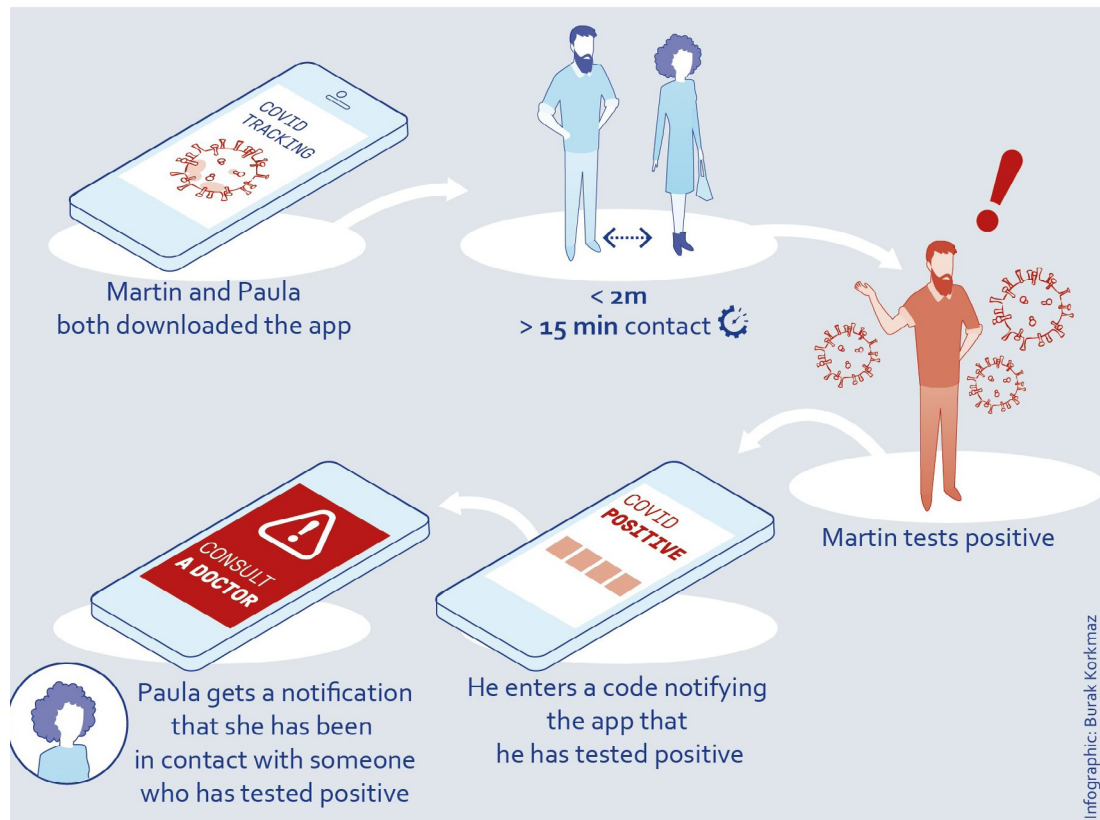 COVID
TRACKING
Martin and Paula
both downloaded the app
< 2m
> 15 min contact
Martin tests positive
COVID
POSITIVE
He enters a code notifying
the app that
he has tested positive
CONSULT
A DOCTOR
Paula gets a notification
that she has been
in contact with someone
who has tested positive
Infographic: Burak Korkmaz